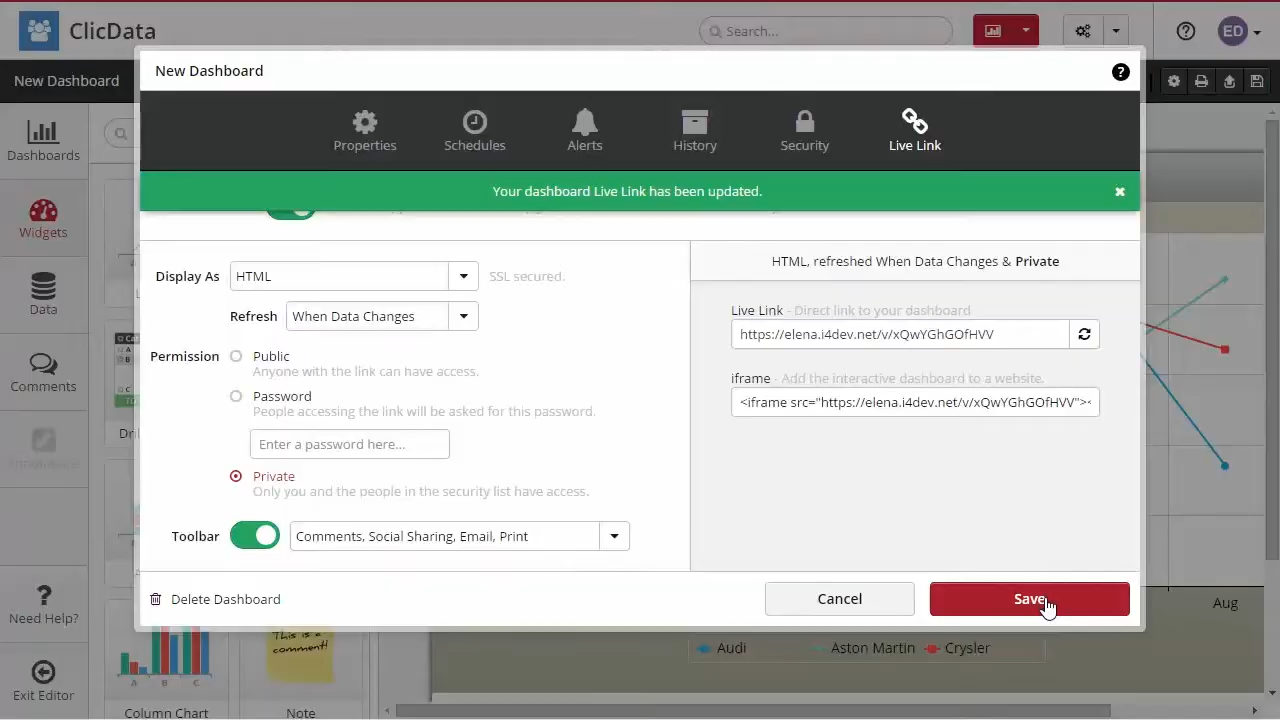 ClicData
Search...
ED
New Dashboard
New Dashboard
?
Properties
Schedules
Alerts
History
Security
Live Link
Your dashboard Live Link has been updated.
Dashboards
Widgets
Data
Comments
Need Help?
Exit Editor
Display As
HTML
SSL secured.
Refresh
When Data Changes
Permission
Public
Anyone with the link can have access.
Password
People accessing the link will be asked for this password.
Enter a password here...
Private
Only you and the people in the security list have access.
Toolbar
Comments, Social Sharing, Email, Print
HTML, refreshed When Data Changes & Private
Live Link - Direct link to your dashboard
https://elena.i4dev.net/v/xQwYGhGOfHVV
iframe - Add the interactive dashboard to a website.
<iframe src="https://elena.i4dev.net/v/xQwYGhGOfHVV"><
Delete Dashboard
Cancel
Save
Aug
Audi
Aston Martin
Crysler
This is a
comment!
A B C
Column Chart
Note